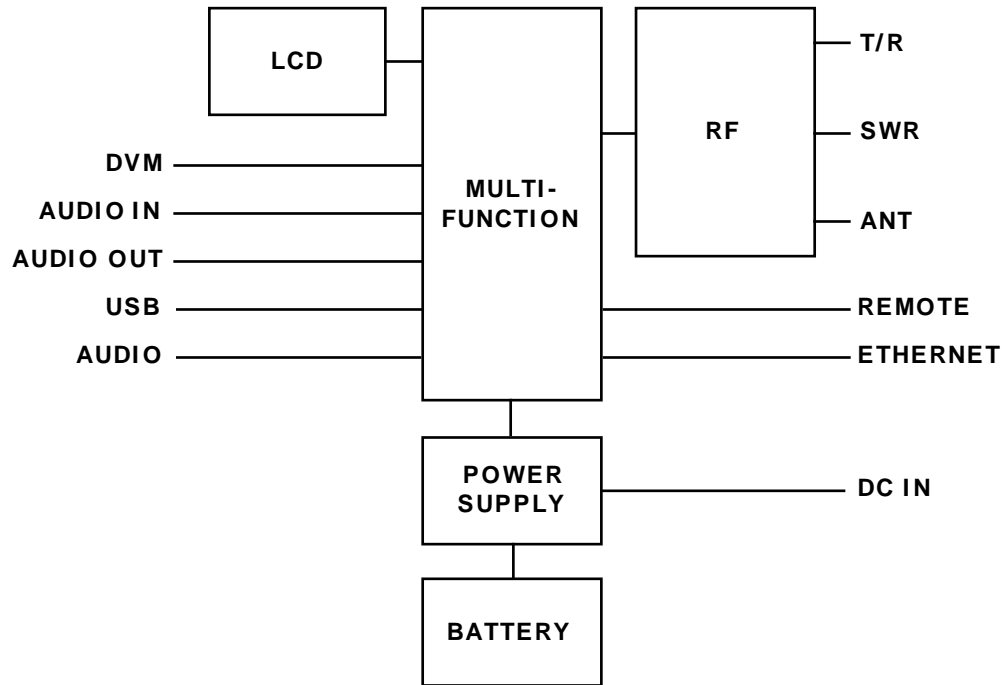 LCD
T/R
RF
SWR
DVM
MULTI-
FUNCTION
AUDIO IN
ANT
AUDIO OUT
USB
REMOTE
AUDIO
ETHERNET
POWER
SUPPLY
DC IN
BATTERY